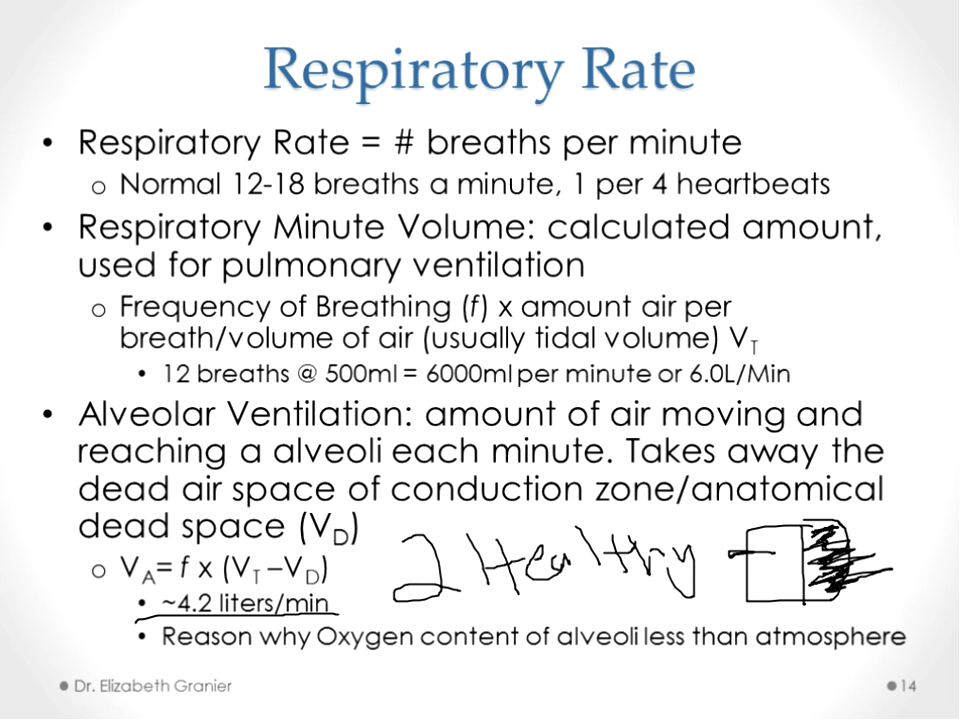 Respiratory Rate
• Respiratory Rate = # breaths per minute
o Normal 12-18 breaths a minute, 1 per 4 heartbeats
• Respiratory Minute Volume: calculated amount,
used for pulmonary ventilation
o Frequency of Breathing (f) x amount air per
breath/volume of air (usually tidal volume) VT
• 12 breaths @ 500ml = 6000ml per minute or 6.0L/Min
• Alveolar Ventilation: amount of air moving and
reaching a alveoli each minute. Takes away the
dead air space of conduction zone/anatomical
dead space (VD)
2
o VA= f x (VT –VD)
• ~4.2 liters/min
• Reason why Oxygen content of alveoli less than atmosphere
Dr. Elizabeth Granier
14